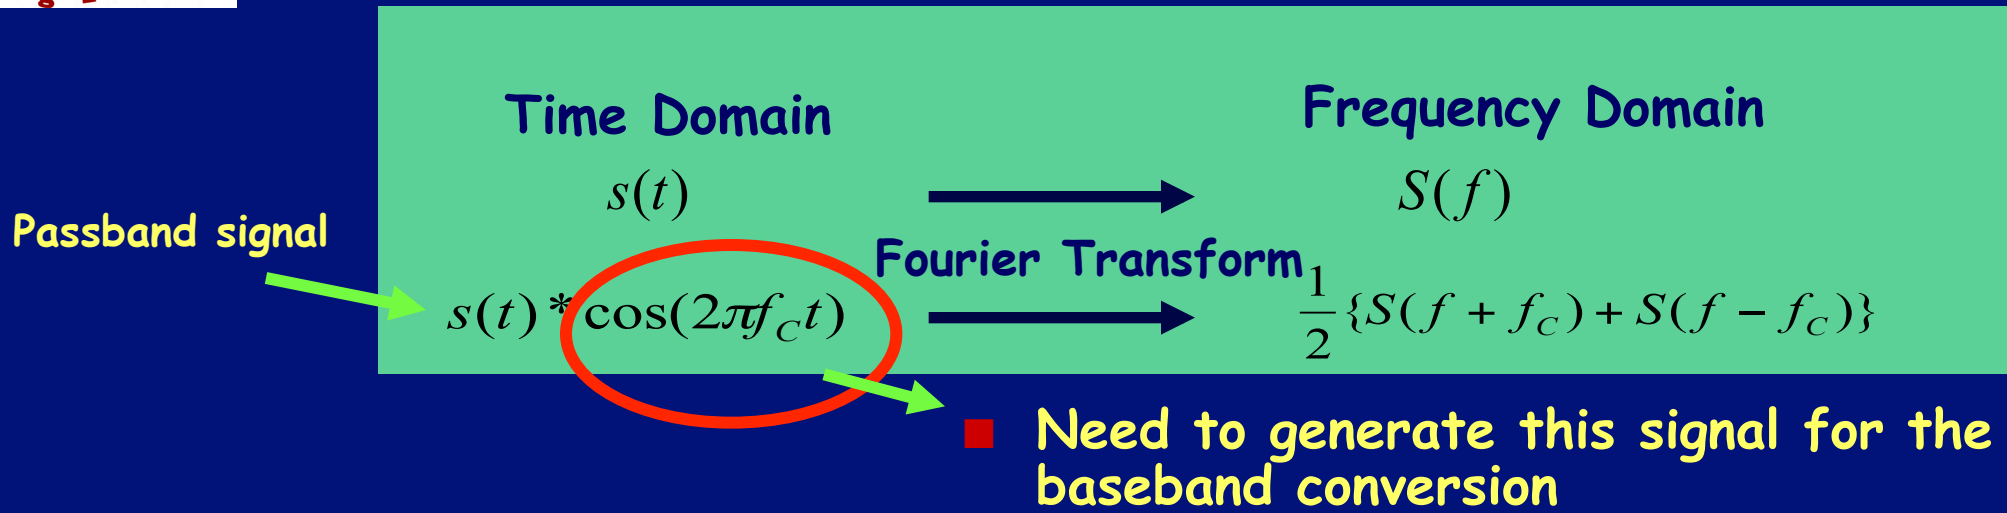 Time Domain Frequency Domain
s(t) S(f)
Passband signal
Fourier Transform
s(t) * cos(2πf_C t) 1/2 {S(f + f_C) + S(f − f_C)}
■ Need to generate this signal for the
baseband conversion